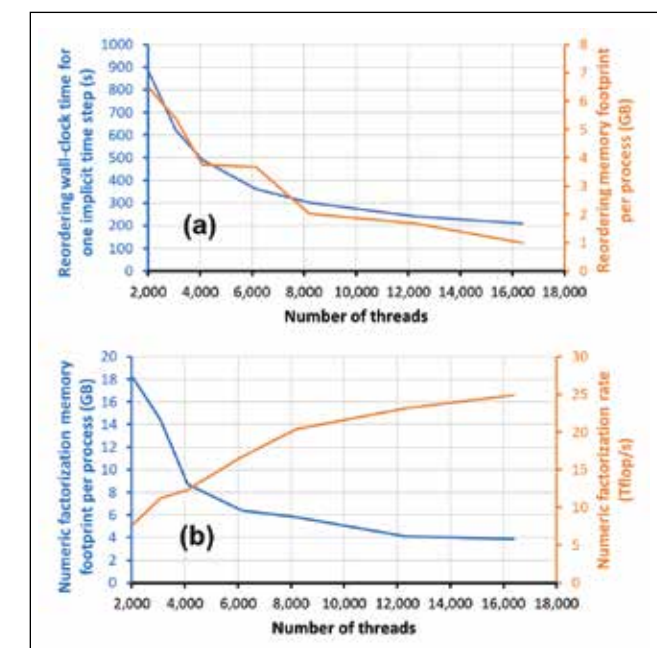 Reordering wall-clock time for
one implicit time step (s)
1000
900
800
700
600
500
400
300
200
100
0
(a)
8
7
6
5
4
3
2
1
0
Reordering memory footprint
per process (GB)
2,000 4,000 6,000 8,000 10,000 12,000 14,000 16,000 18,000
Number of threads
Numeric factorization memory
footprint per process (GB)
20
18
16
14
12
10
8
6
4
2
0
(b)
30
25
20
15
10
5
0
Numeric factorization rate
(Tflop/s)
2,000 4,000 6,000 8,000 10,000 12,000 14,000 16,000 18,000
Number of threads